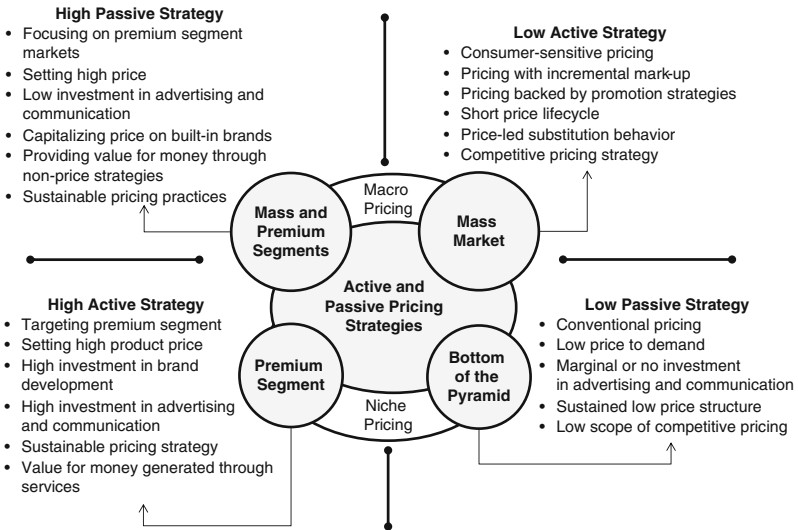 High Passive Strategy
• Focusing on premium segment
markets
• Setting high price
• Low investment in advertising and
communication
• Capitalizing price on built-in brands
• Providing value for money through
non-price strategies
• Sustainable pricing practices
Low Active Strategy
• Consumer-sensitive pricing
• Pricing with incremental mark-up
• Pricing backed by promotion strategies
• Short price lifecycle
• Price-led substitution behavior
• Competitive pricing strategy
Macro
Pricing
Mass and
Premium
Segments
Mass
Market
Active and
Passive Pricing
Strategies
Premium
Segment
Bottom
of the
Pyramid
Niche
Pricing
High Active Strategy
• Targeting premium segment
• Setting high product price
• High investment in brand
development
• High investment in advertising
and communication
• Sustainable pricing strategy
• Value for money generated through
services
Low Passive Strategy
• Conventional pricing
• Low price to demand
• Marginal or no investment
in advertising and communication
• Sustained low price structure
• Low scope of competitive pricing